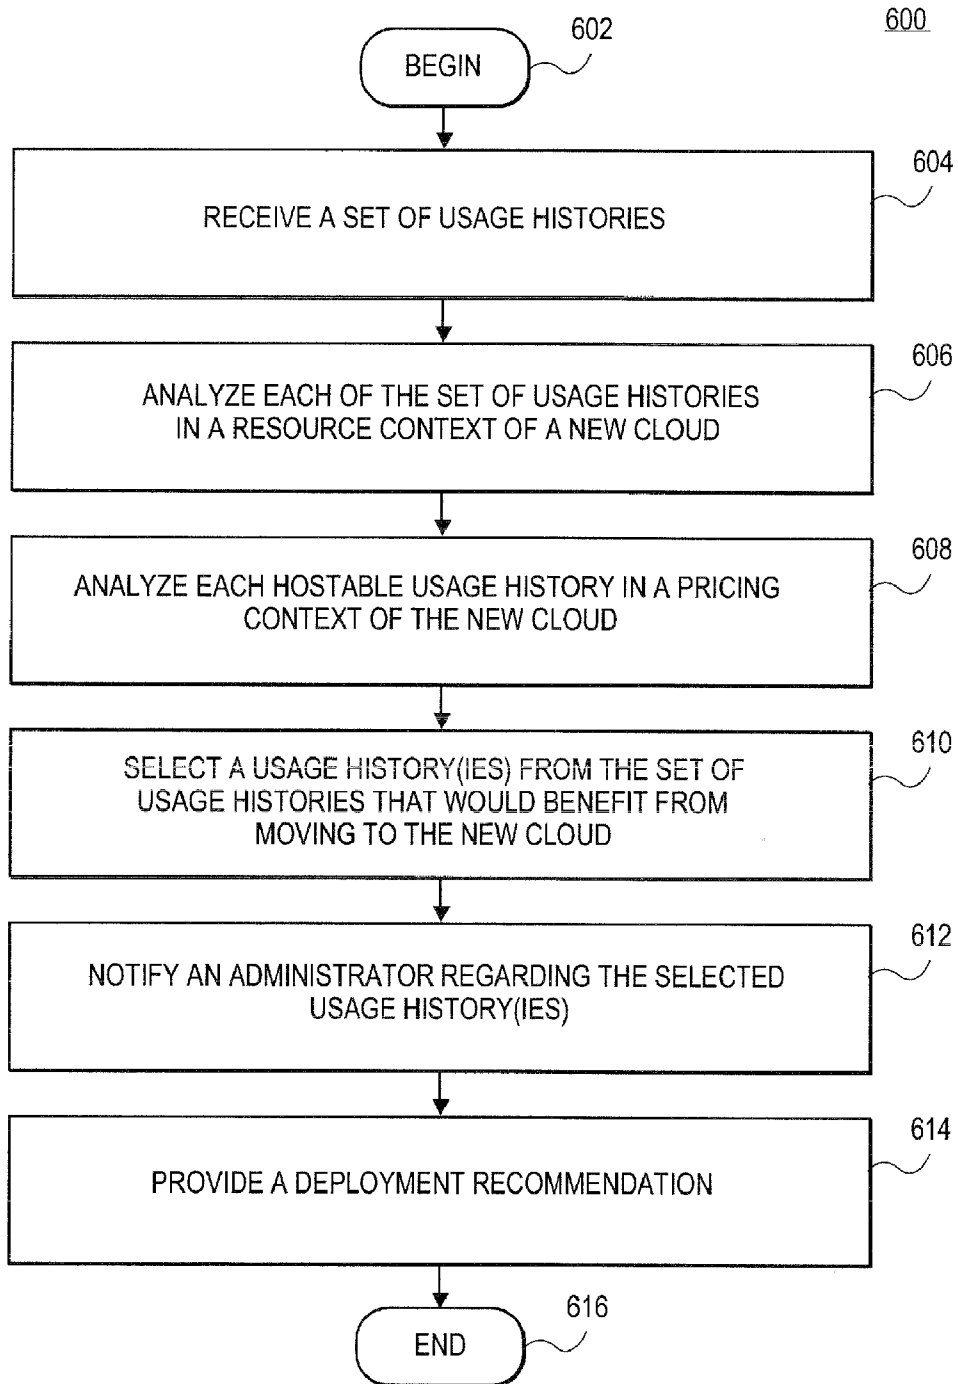 600
602
BEGIN
604
RECEIVE A SET OF USAGE HISTORIES
606
ANALYZE EACH OF THE SET OF USAGE HISTORIES
IN A RESOURCE CONTEXT OF A NEW CLOUD
608
ANALYZE EACH HOSTABLE USAGE HISTORY IN A PRICING
CONTEXT OF THE NEW CLOUD
610
SELECT A USAGE HISTORY(IES) FROM THE SET OF
USAGE HISTORIES THAT WOULD BENEFIT FROM
MOVING TO THE NEW CLOUD
612
NOTIFY AN ADMINISTRATOR REGARDING THE SELECTED
USAGE HISTORY(IES)
614
PROVIDE A DEPLOYMENT RECOMMENDATION
616
END